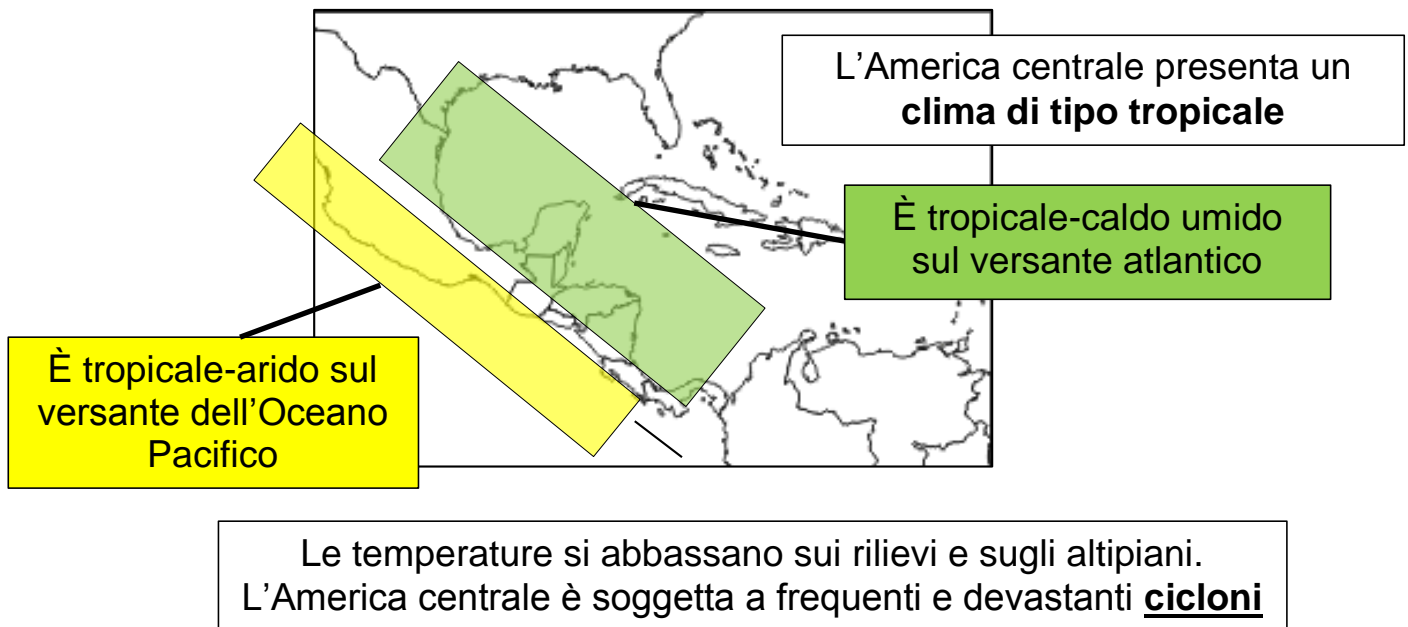 L’America centrale presenta un
clima di tipo tropicale
È tropicale-caldo umido
sul versante atlantico
È tropicale-arido sul
versante dell’Oceano
Pacifico
Le temperature si abbassano sui rilievi e sugli altipiani.
L’America centrale è soggetta a frequenti e devastanti cicloni